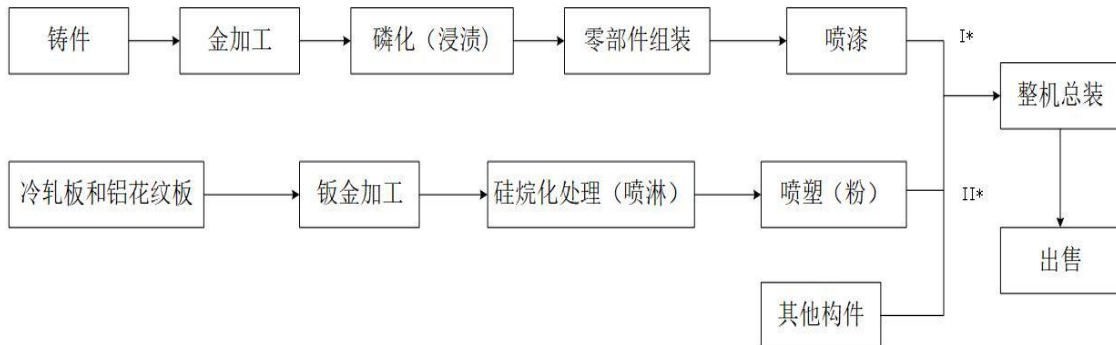 铸件
金加工
磷化（浸渍)
零部件组装
喷漆
I*
整机总装
冷轧板和铝花纹板
钣金加工
硅烷化处理（喷淋）
喷塑（粉）
II*
出售
其他构件